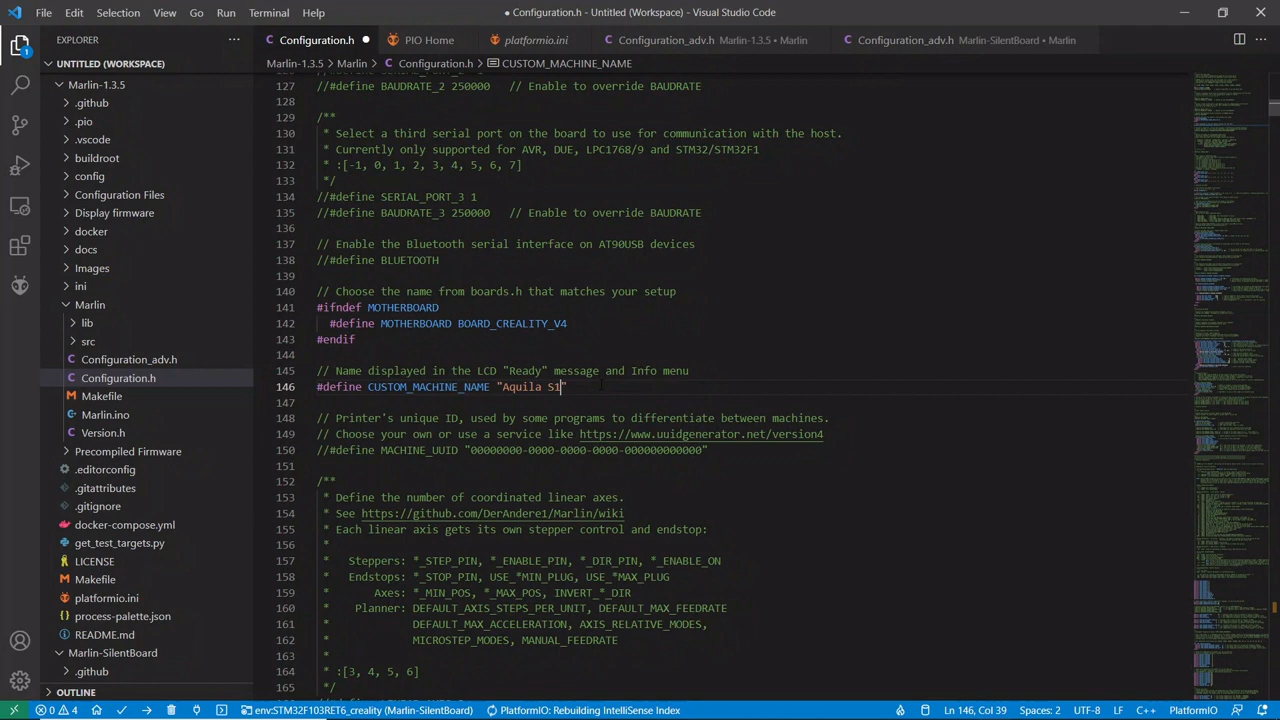 File Edit Selection View Go Run Terminal Help
● Configuration.h - Untitled (Workspace) - Visual Studio Code
EXPLORER
Configuration.h
PIO Home
platformio.ini
Configuration_adv.h Marlin-1.3.5 • Marlin
Configuration_adv.h Marlin-SilentBoard • Marlin
UNTITLED (WORKSPACE)
Marlin-1.3.5 > Marlin > Configuration.h > CUSTOM_MACHINE_NAME
Marlin-1.3.5
.github
.pio
.vscode
buildroot
config
Configuration Files
Display firmware
docker
docs
Images
ini
Marlin
lib
src
Configuration_adv.h
Configuration.h
Makefile
Marlin.ino
Version.h
Precompiled Firmware
.editorconfig
.gitattributes
.gitignore
docker-compose.yml
get_test_targets.py
LICENSE
Makefile
platformio.ini
process-palette.json
README.md
Marlin-SilentBoard
.github
OUTLINE
127 //#define BAUDRATE_2 250000 // Enable to override BAUDRATE
128
129 /**
130 * Select a third serial port on the board to use for communication with the host.
131 * Currently only supported for AVR, DUE, LPC1768/9 and STM32/STM32F1
132 * :[-1, 0, 1, 2, 3, 4, 5, 6, 7]
133 */
134 //#define SERIAL_PORT_3 1
135 //#define BAUDRATE_3 250000 // Enable to override BAUDRATE
136
137 // Enable the Bluetooth serial interface on AT90USB devices
138 //#define BLUETOOTH
139
140 // Choose the name from boards.h that matches your setup
141 #ifndef MOTHERBOARD
142 #define MOTHERBOARD BOARD_CREALITY_V4
143 #endif
144
145 // Name displayed in the LCD "Ready" message and Info menu
146 #define CUSTOM_MACHINE_NAME "Aquila Si"
147
148 // Printer's unique ID, used by some programs to differentiate between machines.
149 // Choose your own or use a service like https://www.uuidgenerator.net/version4
150 //#define MACHINE_UUID "00000000-0000-0000-0000-000000000000"
151
152 /**
153 * Define the number of coordinated linear axes.
154 * See https://github.com/DerAndere1/Marlin/wiki
155 * Each linear axis gets its own stepper control and endstop:
156 *
157 * Steppers: *_STEP_PIN, *_ENABLE_PIN, *_DIR_PIN, *_ENABLE_ON
158 * Endstops: *_STOP_PIN, USE_*MIN_PLUG, USE_*MAX_PLUG
159 * Axes: *_MIN_POS, *_MAX_POS, INVERT_*_DIR
160 * Planner: DEFAULT_AXIS_STEPS_PER_UNIT, DEFAULT_MAX_FEEDRATE
161 * DEFAULT_MAX_ACCELERATION, AXIS_RELATIVE_MODES,
162 * MICROSTEP_MODES, MANUAL_FEEDRATE
163 *
164 * :[3, 4, 5, 6]
165 */
0 4
env:STM32F103RET6_creality (Marlin-SilentBoard)
PlatformIO: Rebuilding IntelliSense Index
Ln 146, Col 39
Spaces: 2
UTF-8
LF
C++
PlatformIO